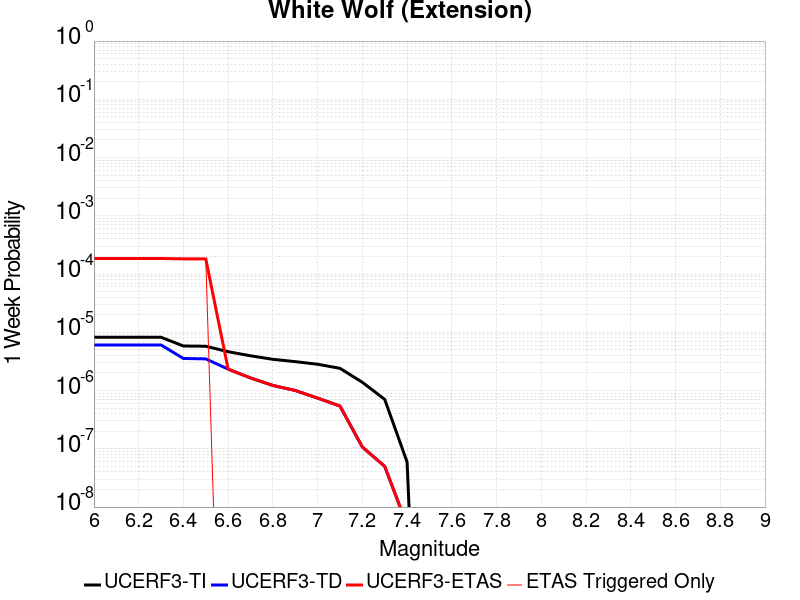 White Wolf (Extension)
1 Week Probability
10^0
10^-1
10^-2
10^-3
10^-4
10^-5
10^-6
10^-7
10^-8
6 6.2 6.4 6.6 6.8 7 7.2 7.4 7.6 7.8 8 8.2 8.4 8.6 8.8 9
Magnitude
UCERF3-TI UCERF3-TD UCERF3-ETAS ETAS Triggered Only